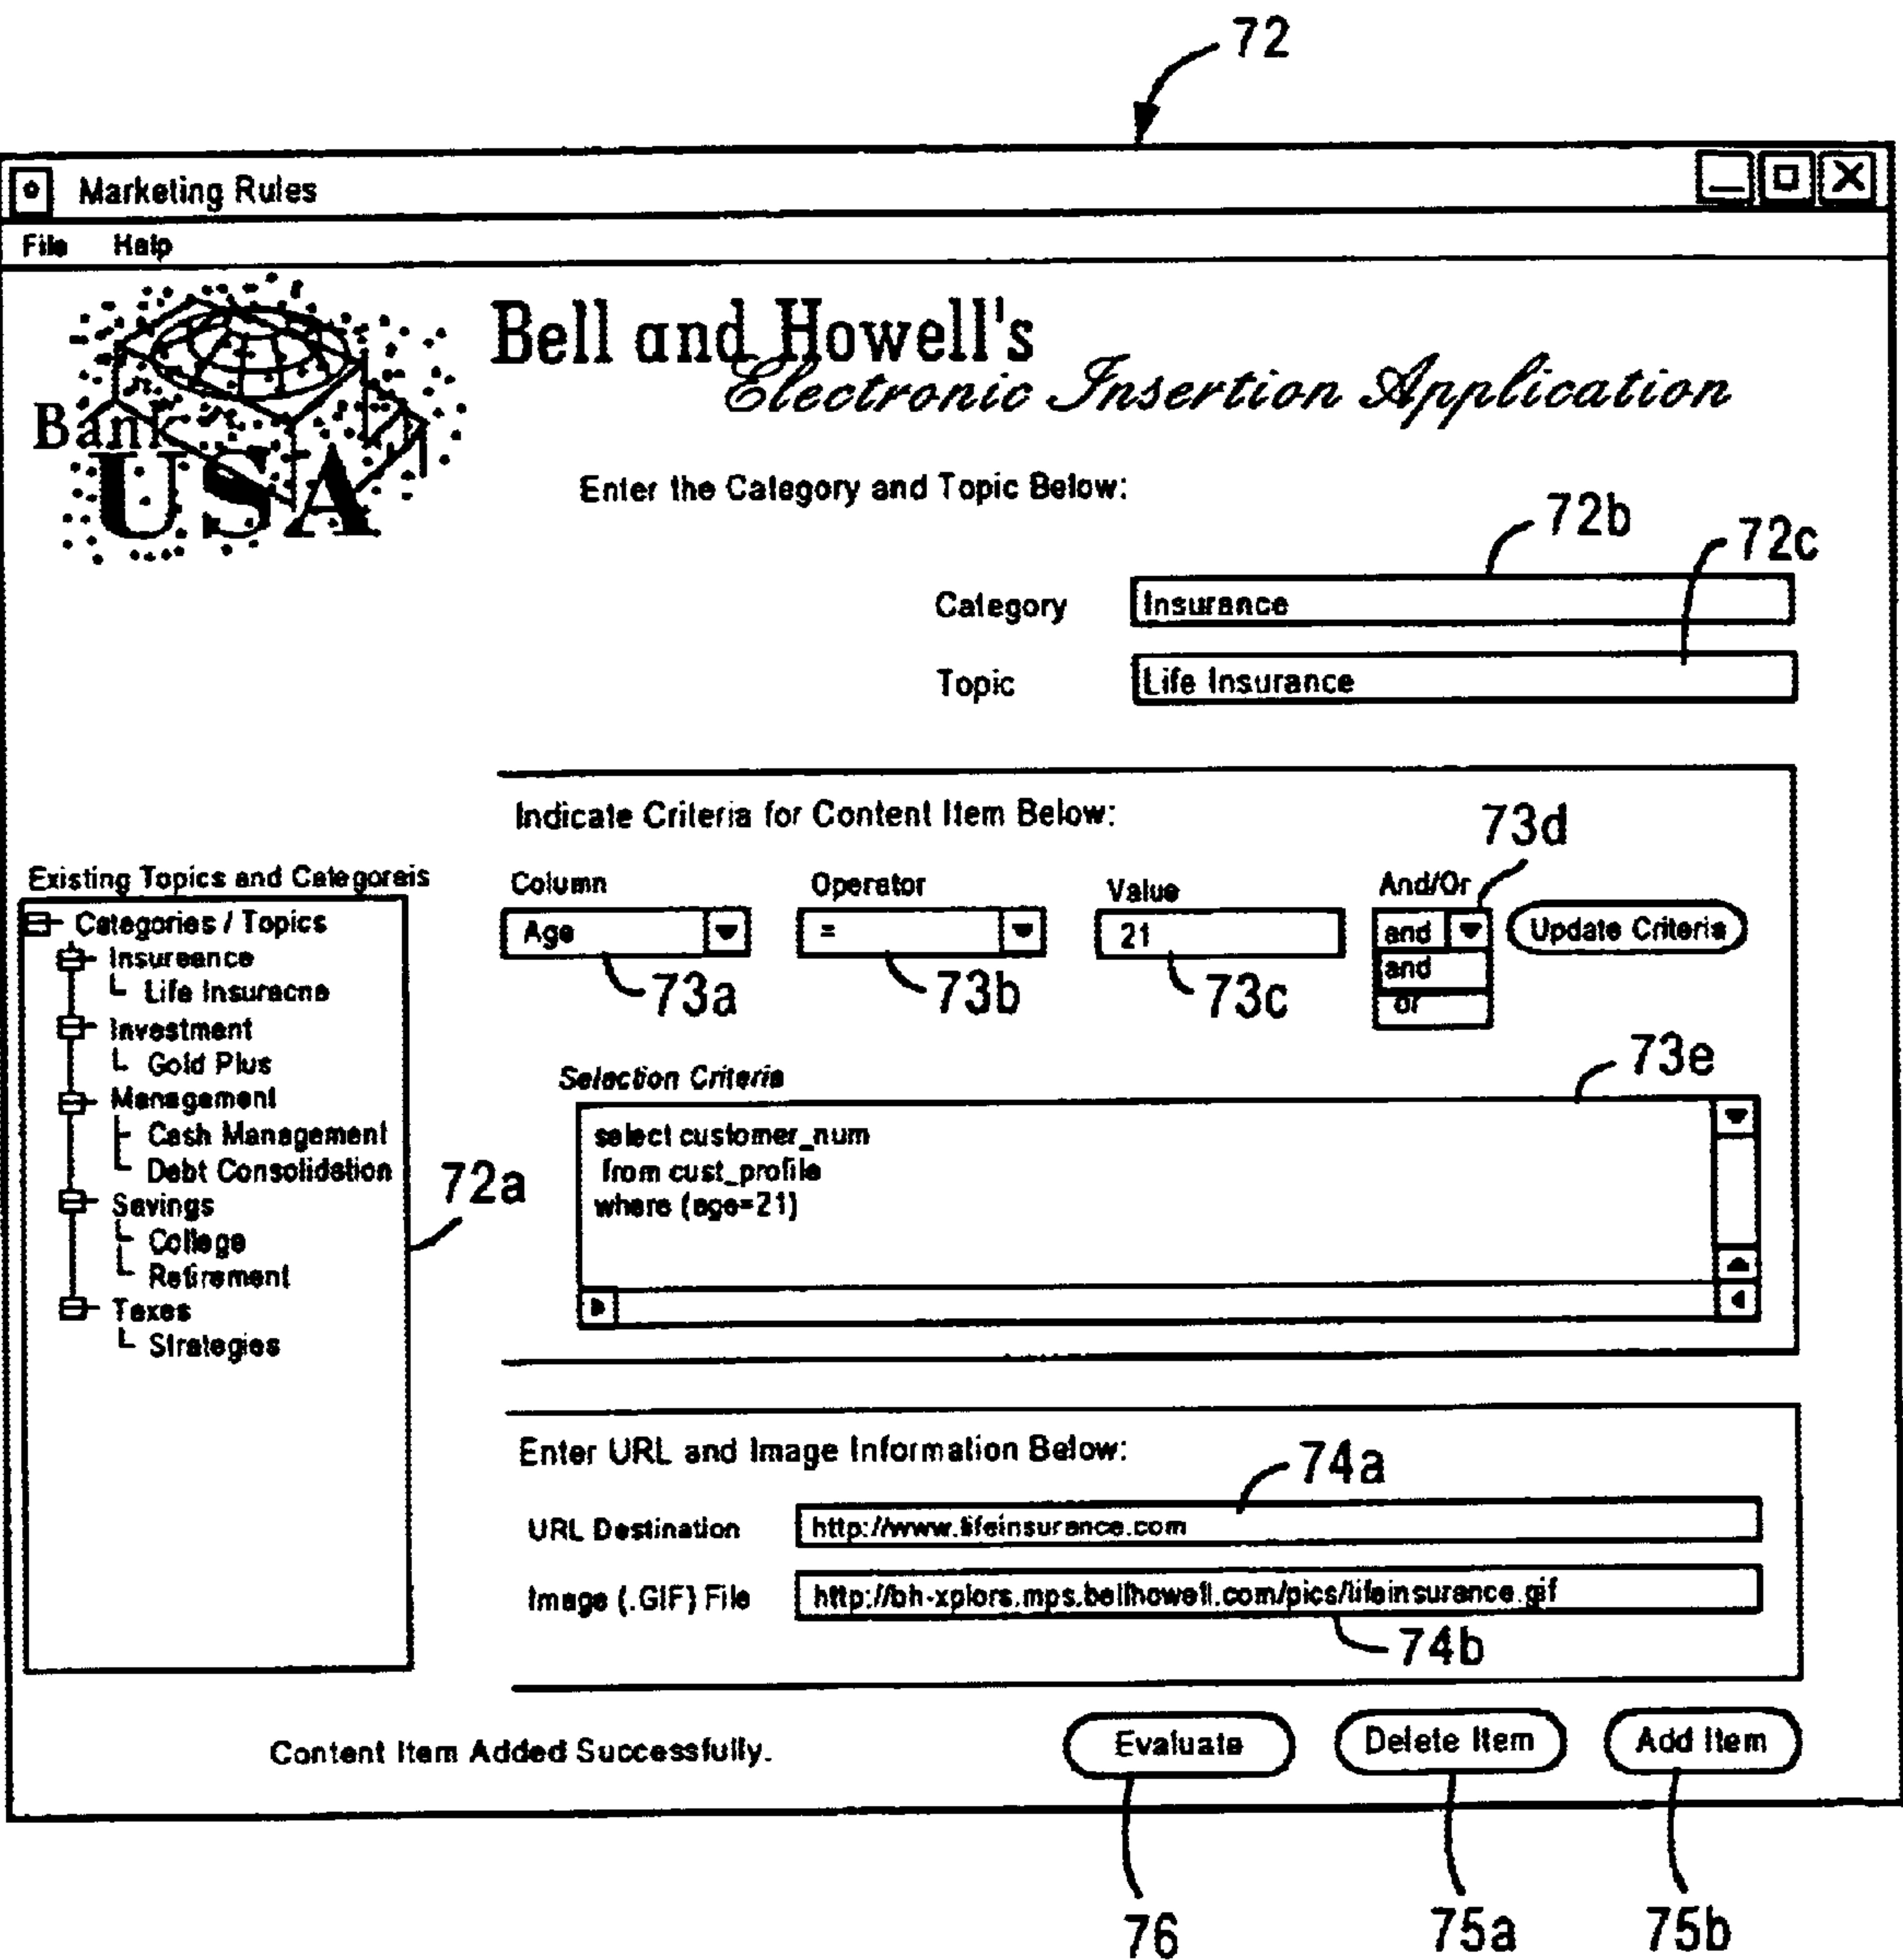 72
Marketing Rules
File Help
Bell and Howell's
Electronic Insertion Application
Bank
USA
Enter the Category and Topic Below:
72b
72c
Category Insurance
Topic Life Insurance
Indicate Criteria for Content Item Below:
73d
Column Operator Value And/Or
Age = 21 and Update Criteria
and
or
73a 73b 73c
Selection Criteria
73e
select customer_num
from cust_profile
where (age=21)
Existing Topics and Categorais
Categories / Topics
Insureance
Life Insuracne
Investment
Gold Plus
Management
Cash Management
Debt Consolidation
Savings
College
Retirement
Taxes
Strategies
72a
Enter URL and Image Information Below:
74a
URL Destination http://www.lifeinsurance.com
Image (.GIF) File http://bh-xplors.mps.bellhowell.com/pics/lifeinsurance.gif
74b
Content Item Added Successfully.
Evaluate Delete Item Add Item
76 75a 75b